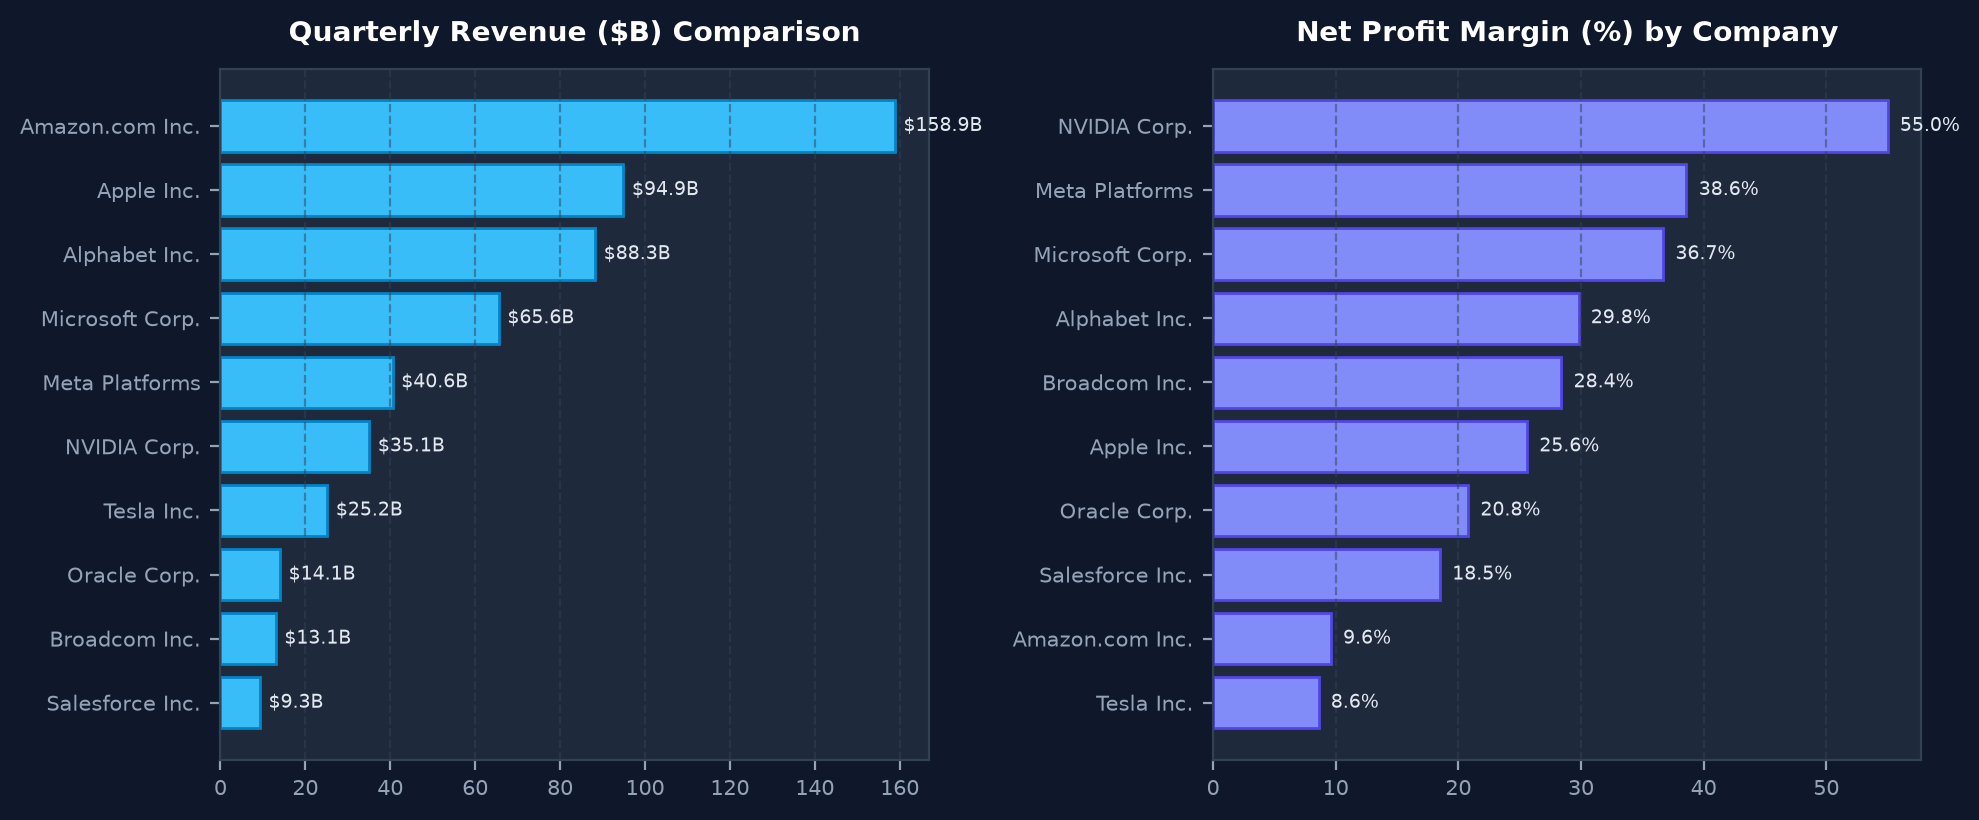 Quarterly Revenue ($B) Comparison
Amazon.com Inc. $158.9B
Apple Inc. $94.9B
Alphabet Inc. $88.3B
Microsoft Corp. $65.6B
Meta Platforms $40.6B
NVIDIA Corp. $35.1B
Tesla Inc. $25.2B
Oracle Corp. $14.1B
Broadcom Inc. $13.1B
Salesforce Inc. $9.3B
0 20 40 60 80 100 120 140 160
Net Profit Margin (%) by Company
NVIDIA Corp. 55.0%
Meta Platforms 38.6%
Microsoft Corp. 36.7%
Alphabet Inc. 29.8%
Broadcom Inc. 28.4%
Apple Inc. 25.6%
Oracle Corp. 20.8%
Salesforce Inc. 18.5%
Amazon.com Inc. 9.6%
Tesla Inc. 8.6%
0 10 20 30 40 50